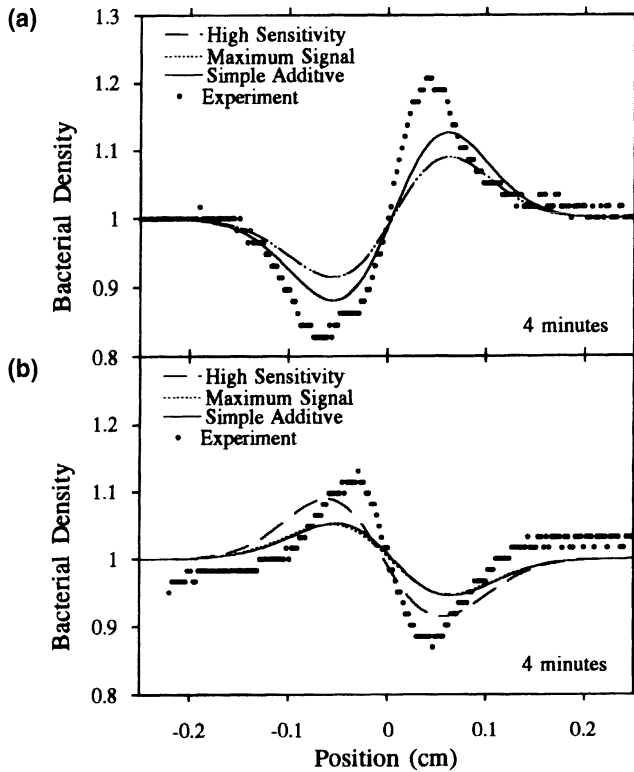 (a)
1.3
1.2
1.1
1
0.9
0.8
Bacterial Density
High Sensitivity
Maximum Signal
Simple Additive
Experiment
4 minutes
(b)
1.2
1.1
1
0.9
0.8
Bacterial Density
High Sensitivity
Maximum Signal
Simple Additive
Experiment
4 minutes
-0.2
-0.1
0
0.1
0.2
Position (cm)